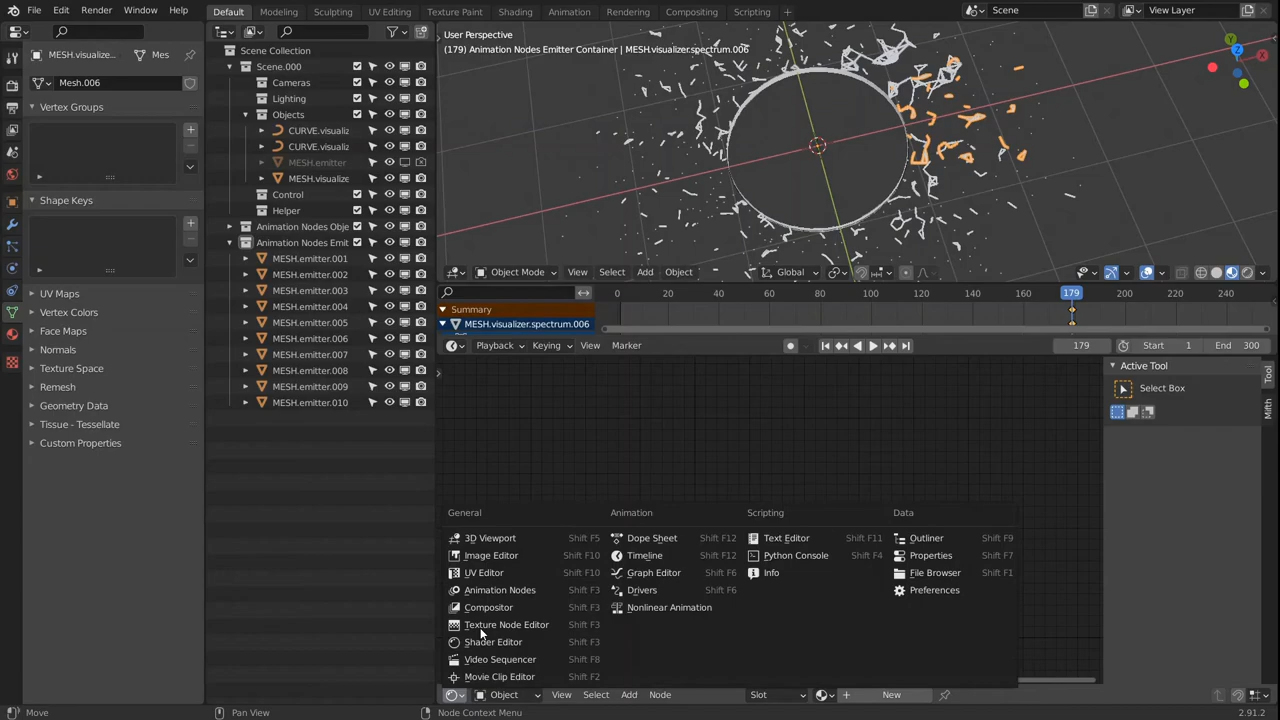 File Edit Render Window Help
Default Modeling Sculpting UV Editing Texture Paint Shading Animation Rendering Compositing Scripting
Scene
View Layer
MESH.visualize...
Mes
Mesh.006
Vertex Groups
Shape Keys
UV Maps
Vertex Colors
Face Maps
Normals
Texture Space
Remesh
Geometry Data
Tissue - Tessellate
Custom Properties
Scene Collection
Scene.000
Cameras
Lighting
Objects
CURVE.visualiz
CURVE.visualiz
MESH.emitter
MESH.visualize
Control
Helper
Animation Nodes Obje
Animation Nodes Emit
MESH.emitter.001
MESH.emitter.002
MESH.emitter.003
MESH.emitter.004
MESH.emitter.005
MESH.emitter.006
MESH.emitter.007
MESH.emitter.008
MESH.emitter.009
MESH.emitter.010
User Perspective
(179) Animation Nodes Emitter Container | MESH.visualizer.spectrum.006
X
Y
Z
Object Mode View Select Add Object Global
0 20 40 60 80 100 120 140 160 179 200 220 240
Summary
MESH.visualizer.spectrum.006
Playback Keying View Marker 179 Start 1 End 300
Active Tool
Select Box
Tool
Mifth
General
3D Viewport Shift F5
Image Editor Shift F10
UV Editor Shift F10
Animation Nodes Shift F3
Compositor Shift F3
Texture Node Editor Shift F3
Shader Editor Shift F3
Video Sequencer Shift F8
Movie Clip Editor Shift F2
Animation
Dope Sheet Shift F12
Timeline Shift F12
Graph Editor Shift F6
Drivers Shift F6
Nonlinear Animation
Scripting
Text Editor Shift F11
Python Console Shift F4
Info
Data
Outliner Shift F9
Properties Shift F7
File Browser Shift F1
Preferences
Object View Select Add Node Slot New
Move Pan View Node Context Menu 2.91.2